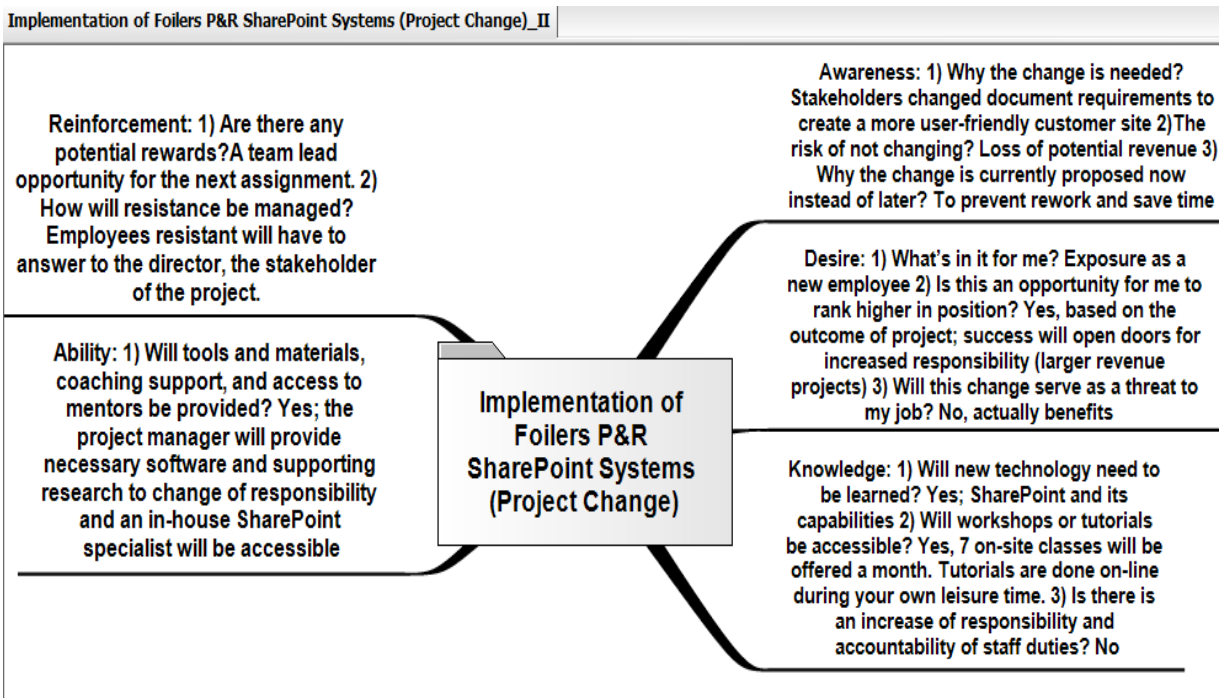 Implementation of Foilers P&R SharePoint Systems (Project Change)_II
Reinforcement: 1) Are there any
potential rewards?A team lead
opportunity for the next assignment. 2)
How will resistance be managed?
Employees resistant will have to
answer to the director, the stakeholder
of the project.
Ability: 1) Will tools and materials,
coaching support, and access to
mentors be provided? Yes; the
project manager will provide
necessary software and supporting
research to change of responsibility
and an in-house SharePoint
specialist will be accessible
Implementation of
Foilers P&R
SharePoint Systems
(Project Change)
Awareness: 1) Why the change is needed?
Stakeholders changed document requirements to
create a more user-friendly customer site 2)The
risk of not changing? Loss of potential revenue 3)
Why the change is currently proposed now
instead of later? To prevent rework and save time
Desire: 1) What's in it for me? Exposure as a
new employee 2) Is this an opportunity for me to
rank higher in position? Yes, based on the
outcome of project; success will open doors for
increased responsibility (larger revenue
projects) 3) Will this change serve as a threat to
my job? No, actually benefits
Knowledge: 1) Will new technology need to
be learned? Yes; SharePoint and its
capabilities 2) Will workshops or tutorials
be accessible? Yes, 7 on-site classes will be
offered a month. Tutorials are done on-line
during your own leisure time. 3) Is there is
an increase of responsibility and
accountability of staff duties? No